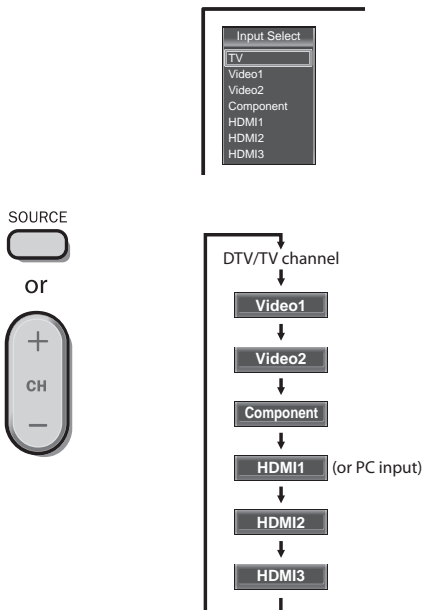 Input Select
TV
Video1
Video2
Component
HDMI1
HDMI2
HDMI3
SOURCE
or
+
CH
−
DTV/TV channel
Video1
Video2
Component
HDMI1 (or PC input)
HDMI2
HDMI3